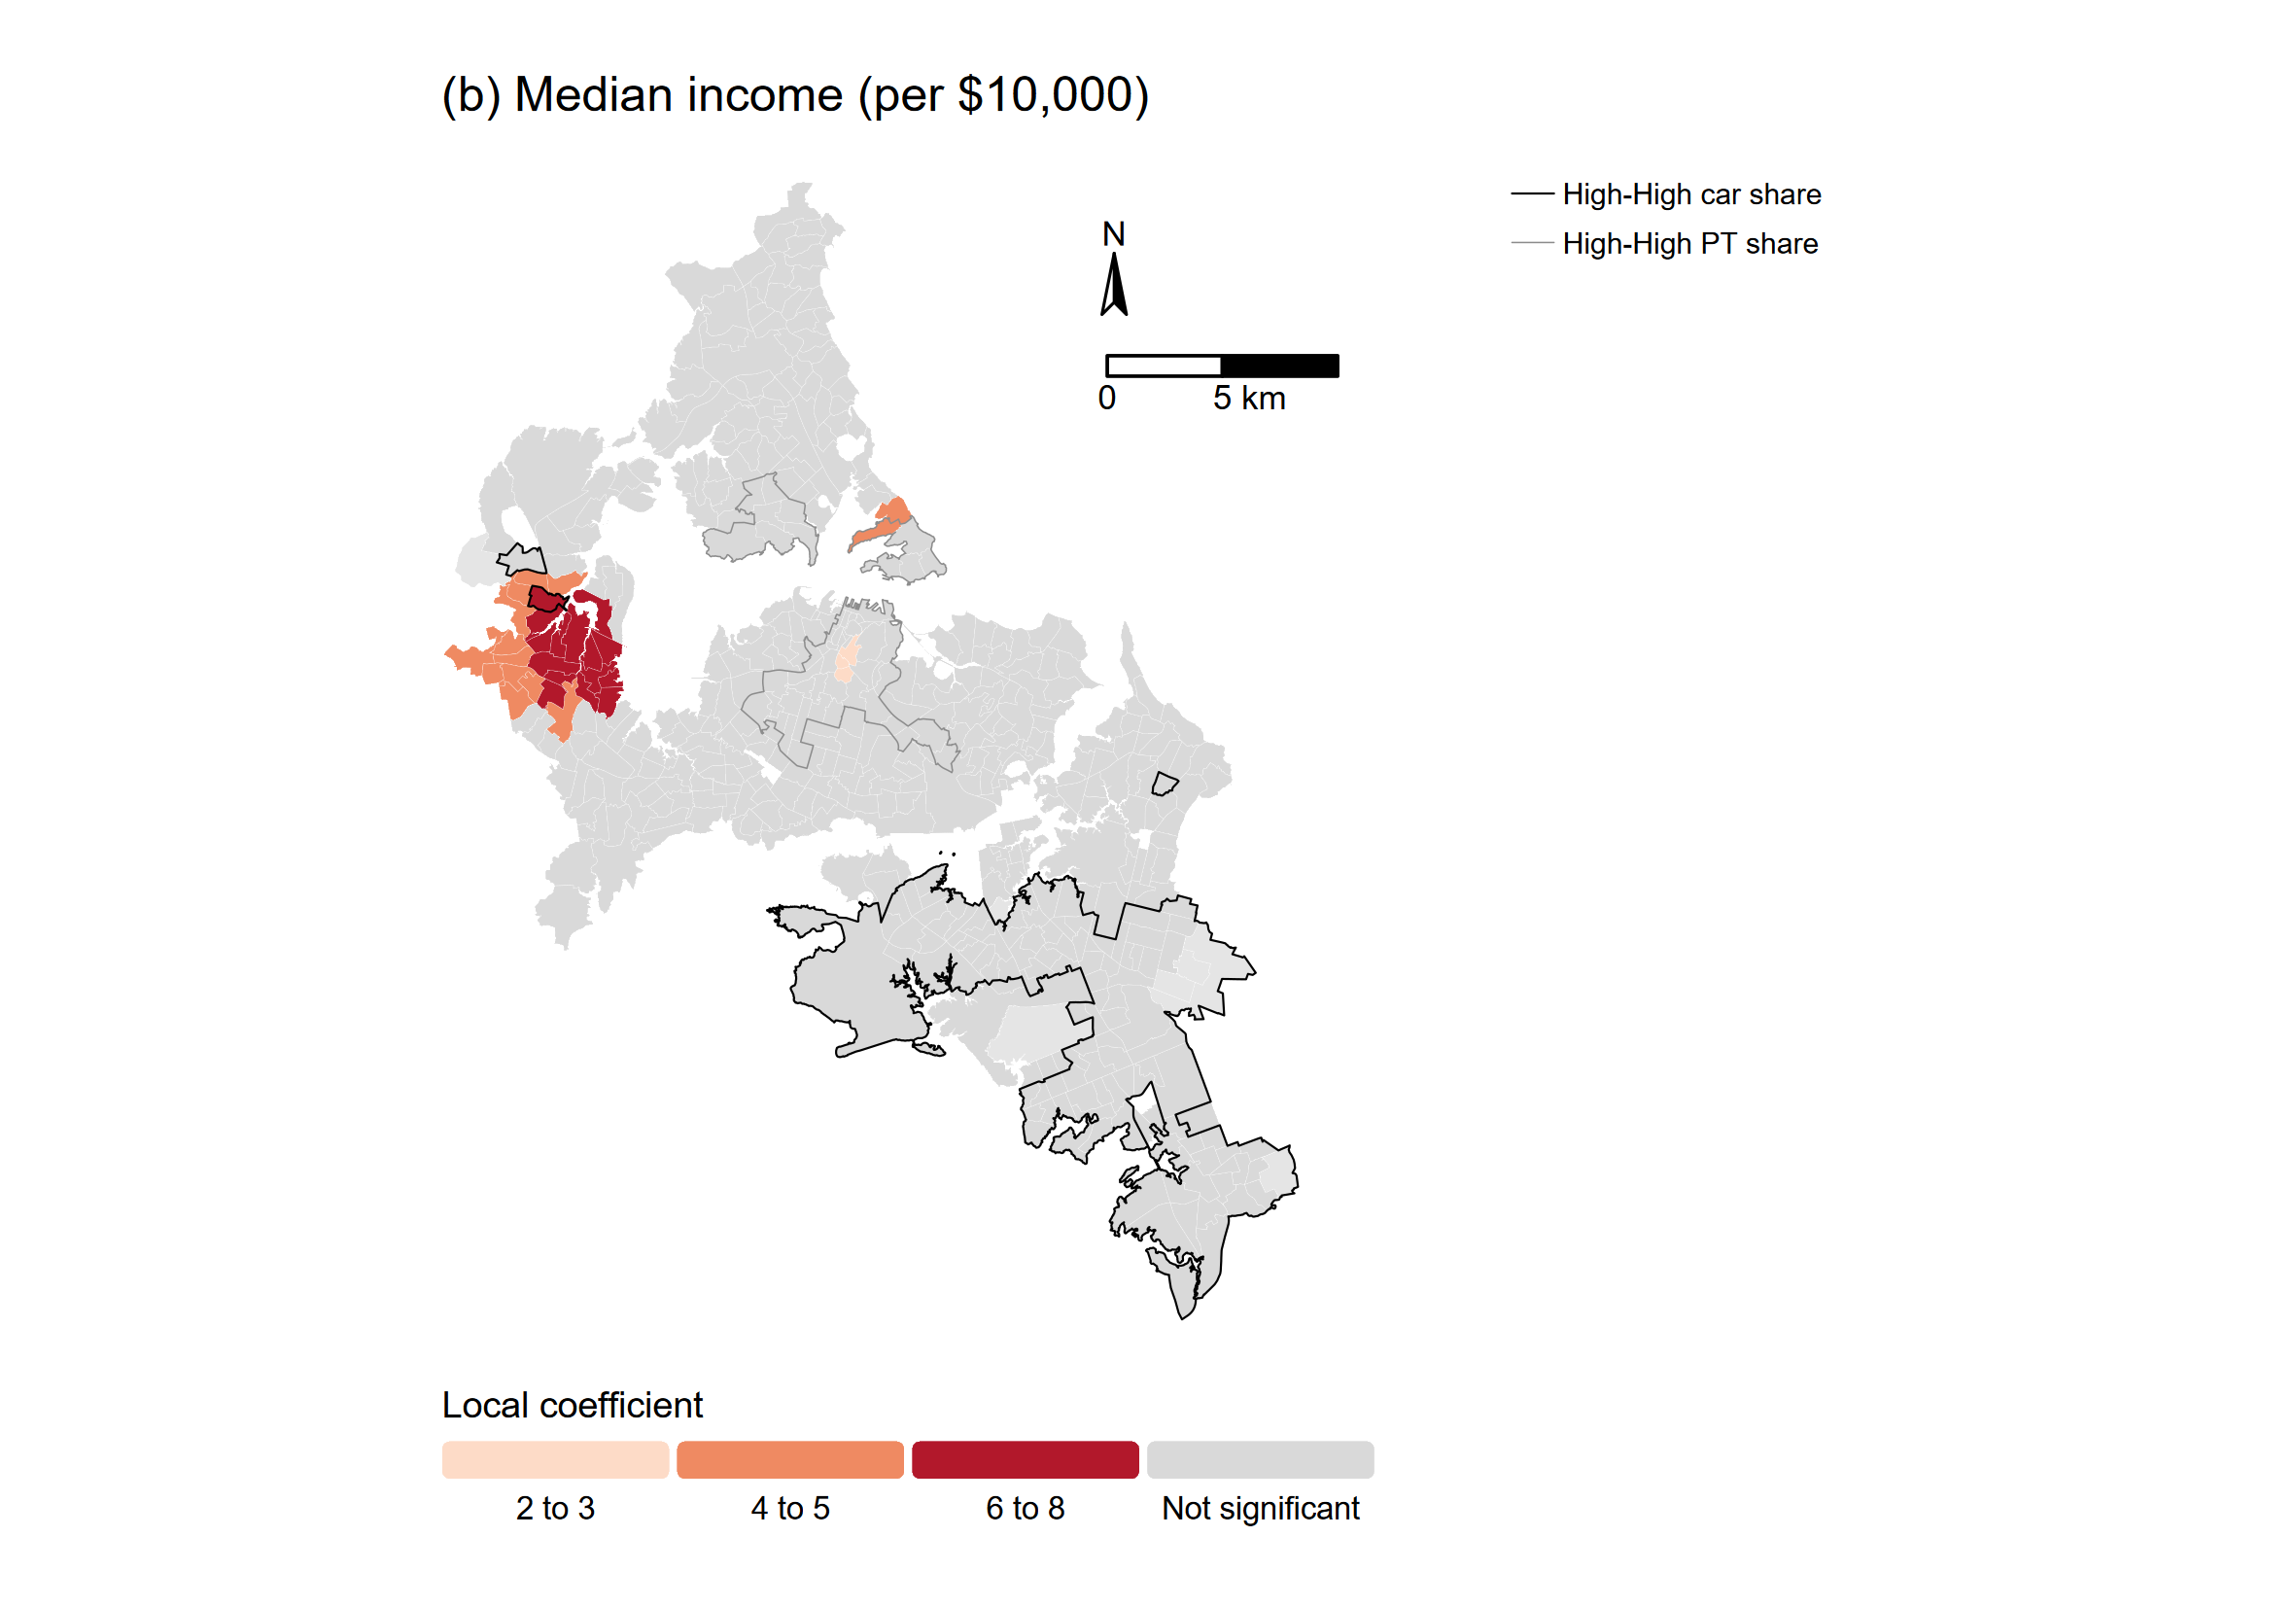 (b) Median income (per $10,000)
High-High car share
High-High PT share
N
0 5 km
Local coefficient
2 to 3 4 to 5 6 to 8 Not significant